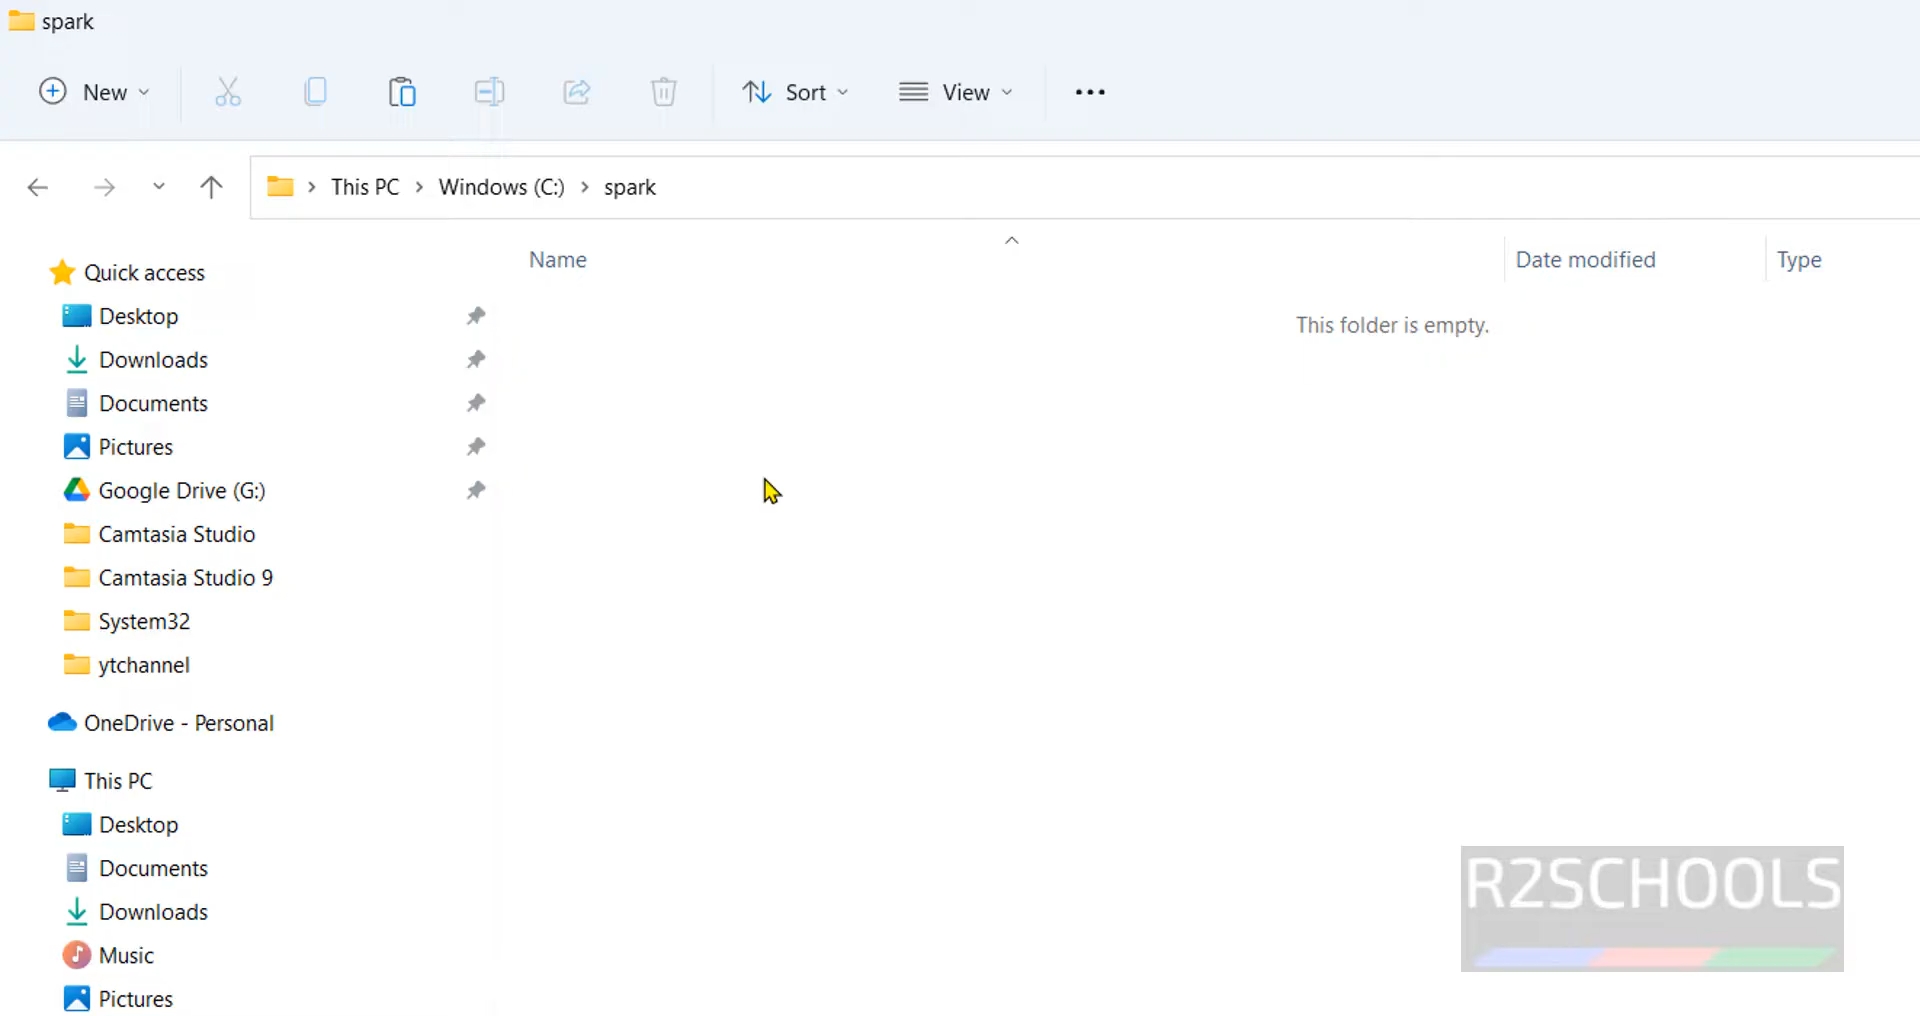 spark
New
Sort
View
This PC
Windows (C:)
spark
Name
Date modified
Type
This folder is empty.
Quick access
Desktop
Downloads
Documents
Pictures
Google Drive (G:)
Camtasia Studio
Camtasia Studio 9
System32
ytchannel
OneDrive - Personal
This PC
Desktop
Documents
Downloads
Music
Pictures
R2SCHOOLS